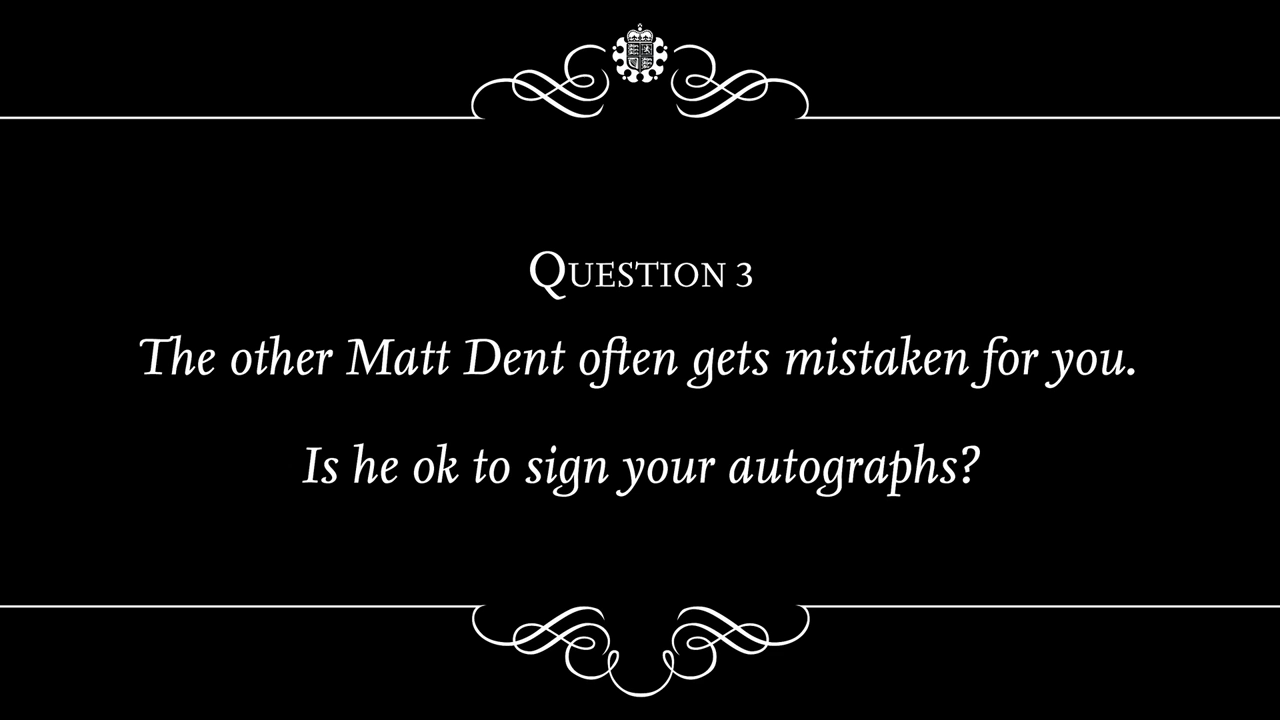 QUESTION 3
The other Matt Dent often gets mistaken for you.
Is he ok to sign your autographs?